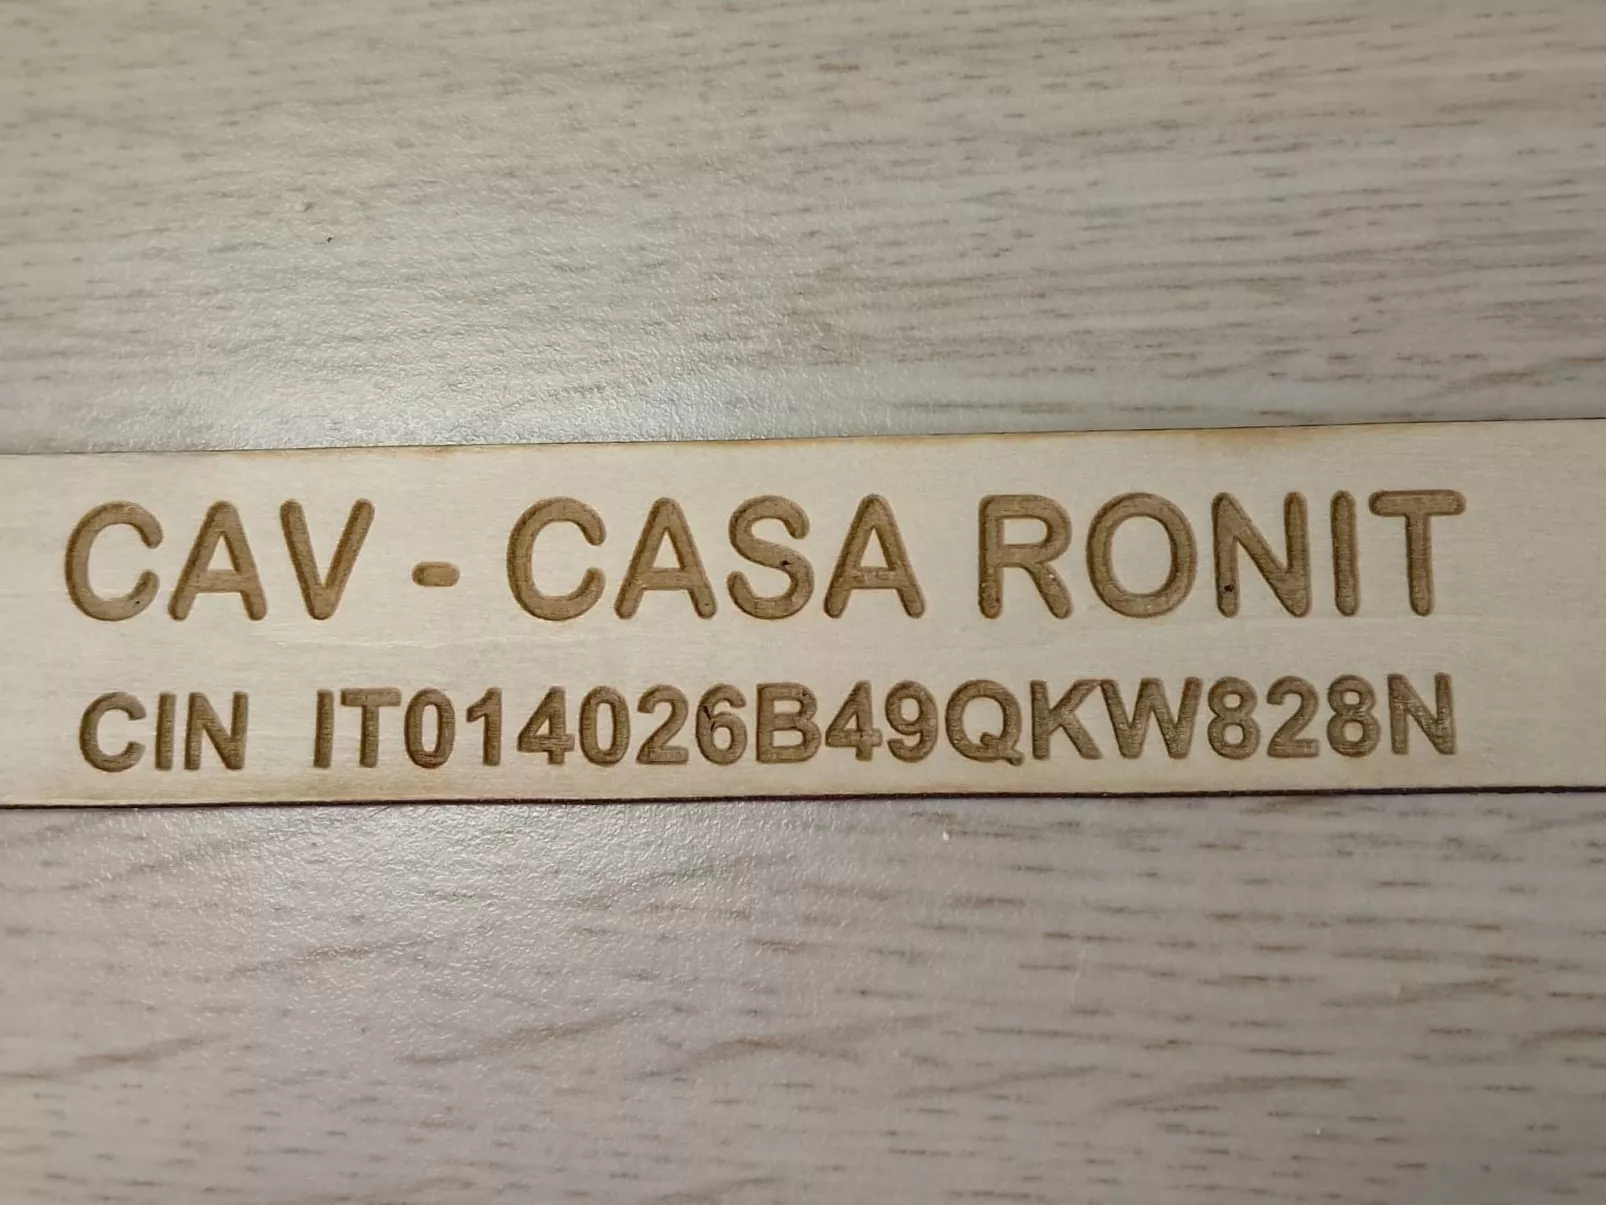 CAV - CASA RONIT
CIN IT014026B49QKW828N